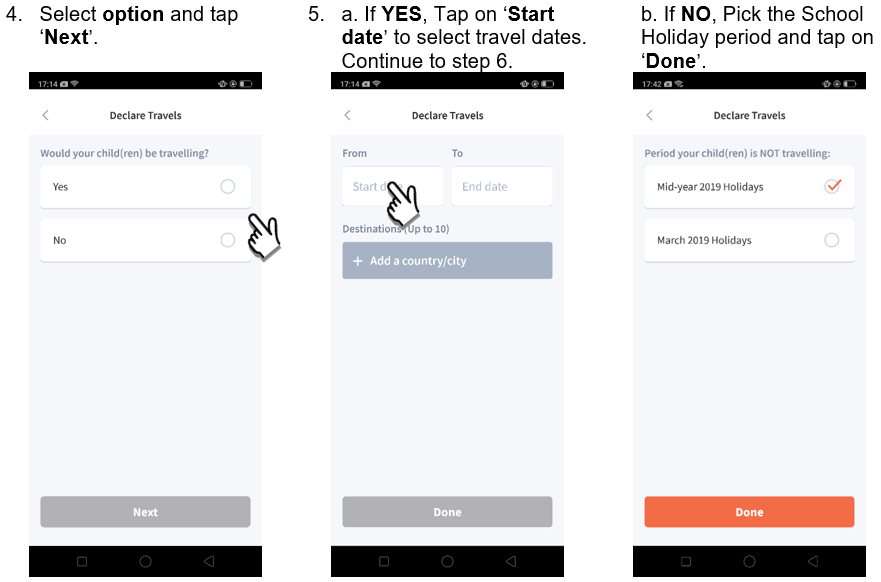 4. Select option and tap
‘Next’.
17:14
Declare Travels
Would your child(ren) be travelling?
Yes
No
Next
5. a. If YES, Tap on ‘Start
date’ to select travel dates.
Continue to step 6.
17:14
Declare Travels
From To
Start End date
Destinations (Up to 10)
+ Add a country/city
Done
b. If NO, Pick the School
Holiday period and tap on
‘Done’.
17:42
Declare Travels
Period your child(ren) is NOT travelling:
Mid-year 2019 Holidays
March 2019 Holidays
Done